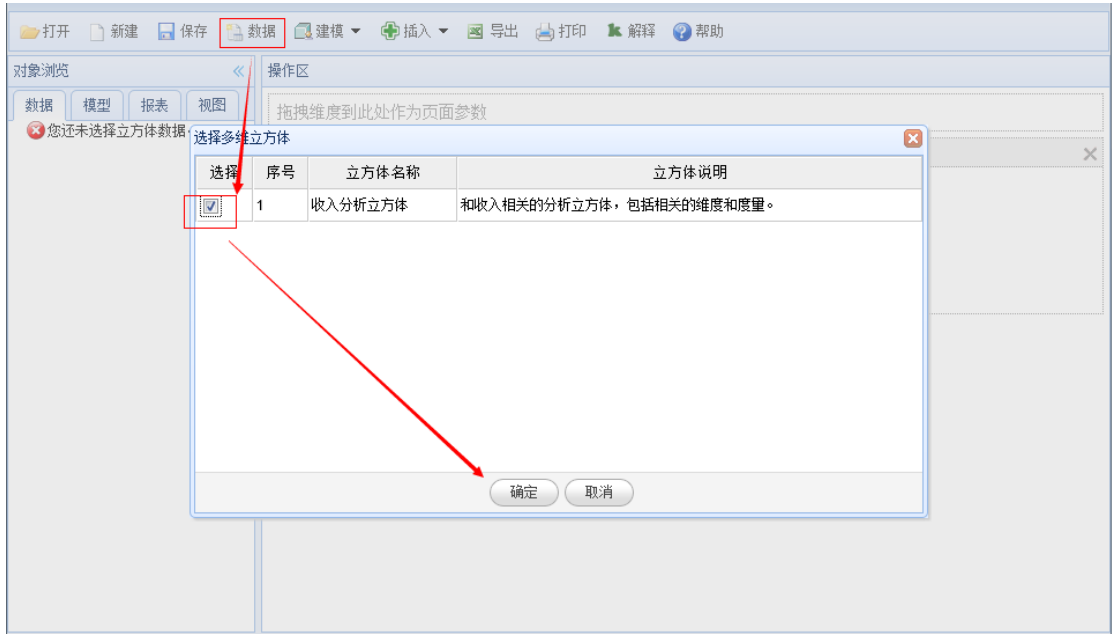 打开 新建 保存 数据 建模 插入 导出 打印 解释 帮助
对象浏览 操作区
数据 模型 报表 视图
拖拽维度到此处作为页面参数
您还未选择立方体数据
选择多维立方体
选择 序号 立方体名称 立方体说明
1 收入分析立方体 和收入相关的分析立方体，包括相关的维度和度量。
确定 取消